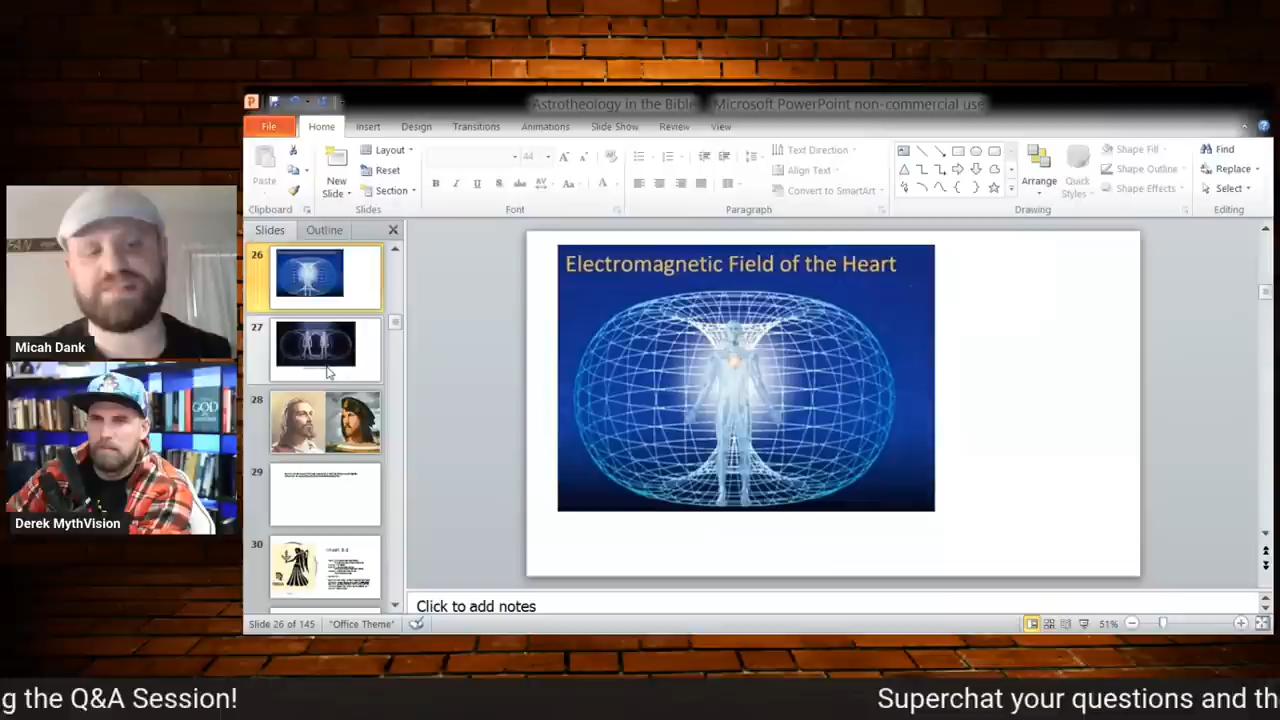 Astrotheology in the Bible - Microsoft PowerPoint non-commercial use
File Home Insert Design Transitions Animations Slide Show Review View
Paste
New Slide
Layout
Reset
Section
44
Text Direction
Align Text
Convert to SmartArt
Arrange
Quick Styles
Shape Fill
Shape Outline
Shape Effects
Find
Replace
Select
Clipboard Slides Font Paragraph Drawing Editing
Slides Outline
26
27
28
29
30
Electromagnetic Field of the Heart
GOD
Micah Dank
Derek MythVision
Click to add notes
Slide 26 of 145 "Office Theme" 51%
g the Q&A Session! Superchat your questions and th